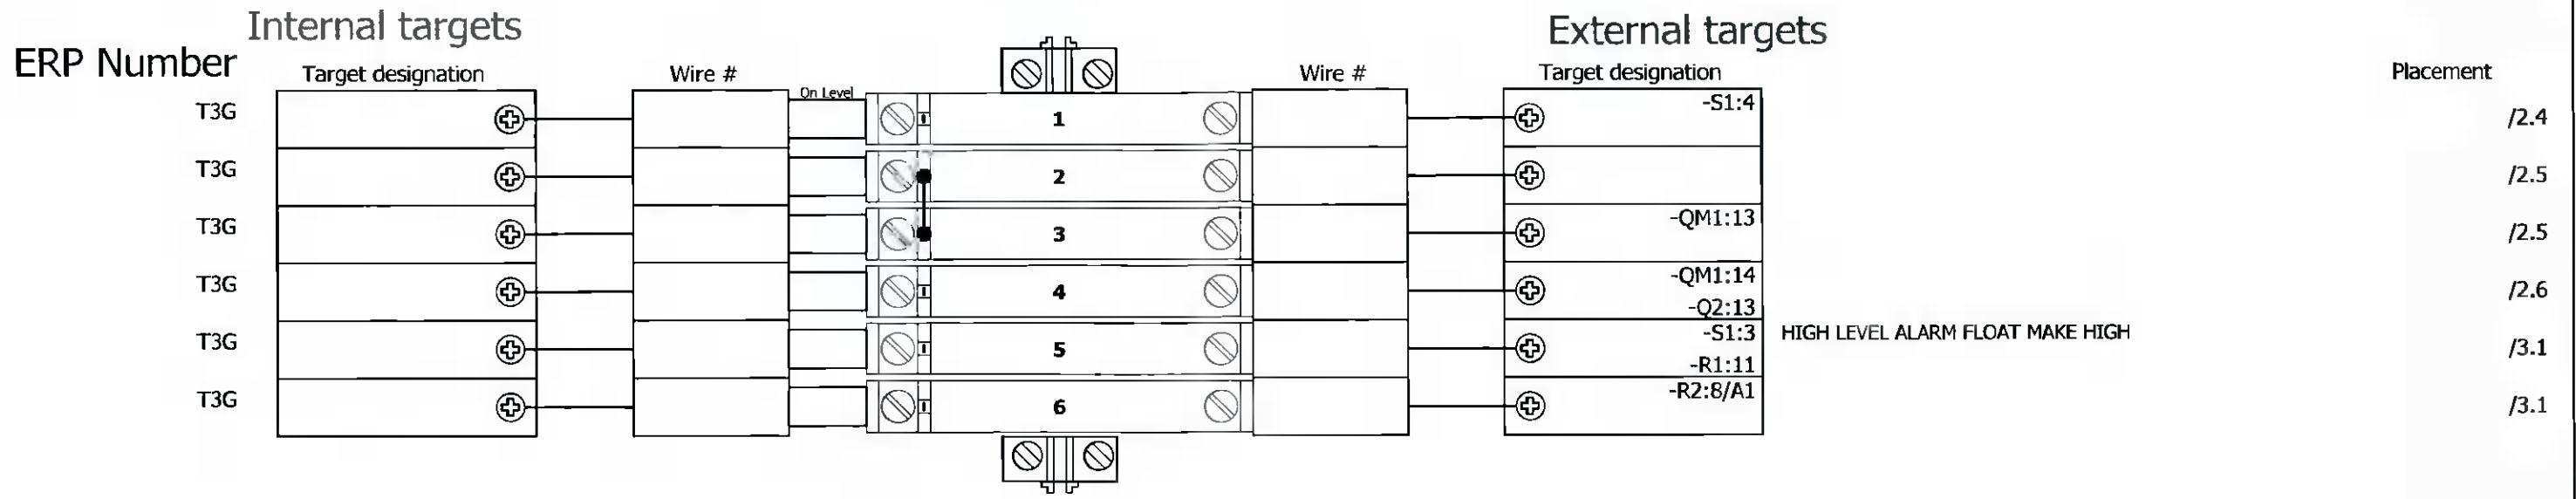 Internal targets
External targets
ERP Number
Target designation
Wire #
Wire #
Target designation
Placement
On Level
T3G
1
-S1:4
/2.4
T3G
2
/2.5
T3G
3
-QM1:13
/2.5
T3G
4
-QM1:14
-Q2:13
/2.6
T3G
5
-S1:3
HIGH LEVEL ALARM FLOAT MAKE HIGH
-R1:11
/3.1
T3G
6
-R2:8/A1
/3.1